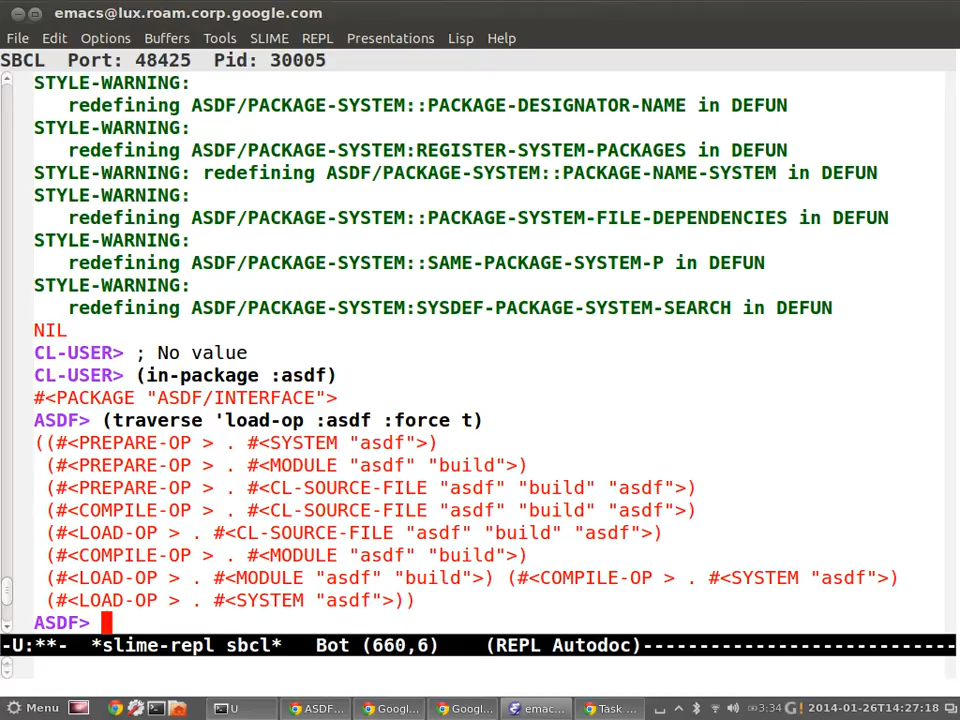 emacs@lux.roam.corp.google.com
File Edit Options Buffers Tools SLIME REPL Presentations Lisp Help
SBCL  Port: 48425  Pid: 30005
STYLE-WARNING:
   redefining ASDF/PACKAGE-SYSTEM::PACKAGE-DESIGNATOR-NAME in DEFUN
STYLE-WARNING:
   redefining ASDF/PACKAGE-SYSTEM:REGISTER-SYSTEM-PACKAGES in DEFUN
STYLE-WARNING: redefining ASDF/PACKAGE-SYSTEM::PACKAGE-NAME-SYSTEM in DEFUN
STYLE-WARNING:
   redefining ASDF/PACKAGE-SYSTEM::PACKAGE-SYSTEM-FILE-DEPENDENCIES in DEFUN
STYLE-WARNING:
   redefining ASDF/PACKAGE-SYSTEM::SAME-PACKAGE-SYSTEM-P in DEFUN
STYLE-WARNING:
   redefining ASDF/PACKAGE-SYSTEM:SYSDEF-PACKAGE-SYSTEM-SEARCH in DEFUN
NIL
CL-USER> ; No value
CL-USER> (in-package :asdf)
#<PACKAGE "ASDF/INTERFACE">
ASDF> (traverse 'load-op :asdf :force t)
((#<PREPARE-OP > . #<SYSTEM "asdf">)
 (#<PREPARE-OP > . #<MODULE "asdf" "build">)
 (#<PREPARE-OP > . #<CL-SOURCE-FILE "asdf" "build" "asdf">)
 (#<COMPILE-OP > . #<CL-SOURCE-FILE "asdf" "build" "asdf">)
 (#<LOAD-OP > . #<CL-SOURCE-FILE "asdf" "build" "asdf">)
 (#<COMPILE-OP > . #<MODULE "asdf" "build">)
 (#<LOAD-OP > . #<MODULE "asdf" "build">) (#<COMPILE-OP > . #<SYSTEM "asdf">)
 (#<LOAD-OP > . #<SYSTEM "asdf">))
ASDF>
-U:**-  *slime-repl sbcl*   Bot (660,6)    (REPL Autodoc)----------------------------
Menu U ASDF... Googl... Googl... emac... Task ... 3:34 2014-01-26T14:27:18